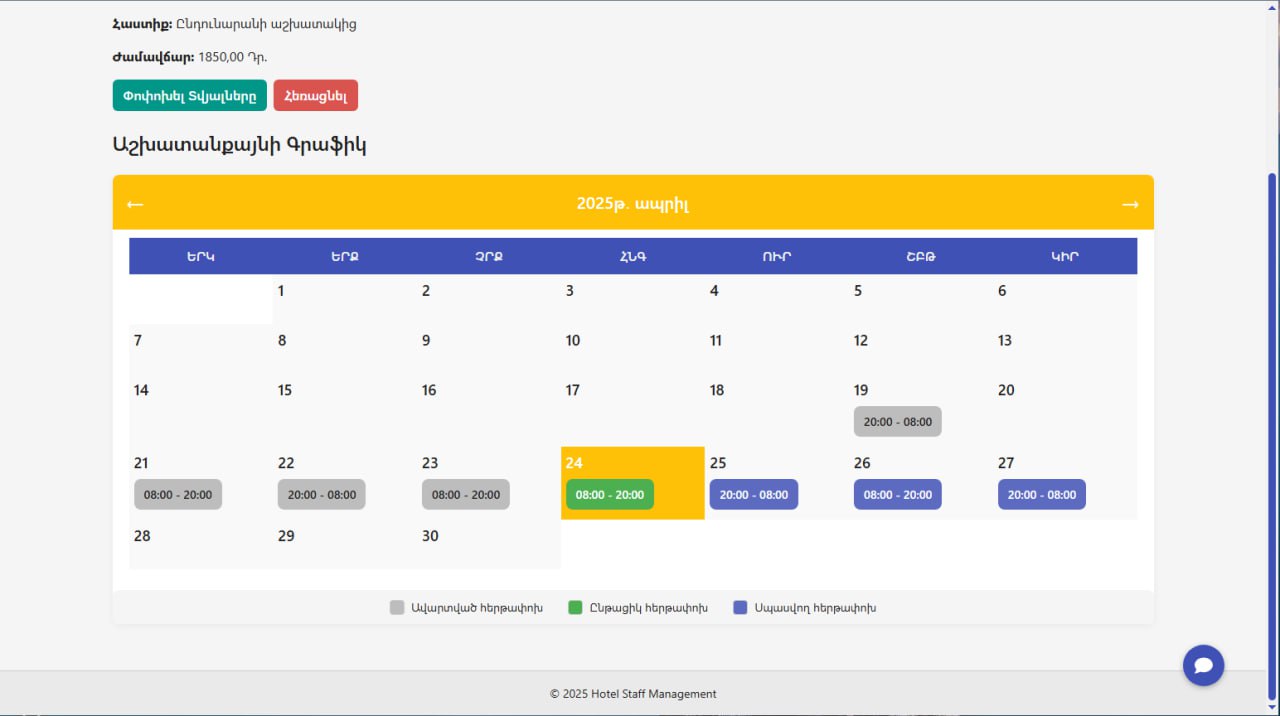 Հաստիք: Ընդունարանի աշխատակից
Ժամավճար: 1850,00 Դր.
Փոփոխել Տվյալները Հեռացնել
Աշխատանքայնի Գրաֆիկ
← 2025թ. ապրիլ →
ԵՐԿ ԵՐՔ ՉՐՔ ՀՆԳ ՈՒՐ ՇԲԹ ԿԻՐ
1 2 3 4 5 6
7 8 9 10 11 12 13
14 15 16 17 18 19 20
20:00 - 08:00
21 22 23 24 25 26 27
08:00 - 20:00 20:00 - 08:00 08:00 - 20:00 08:00 - 20:00 20:00 - 08:00 08:00 - 20:00 20:00 - 08:00
28 29 30
Ավարտված հերթափոխ Ընթացիկ հերթափոխ Սպասվող հերթափոխ
© 2025 Hotel Staff Management